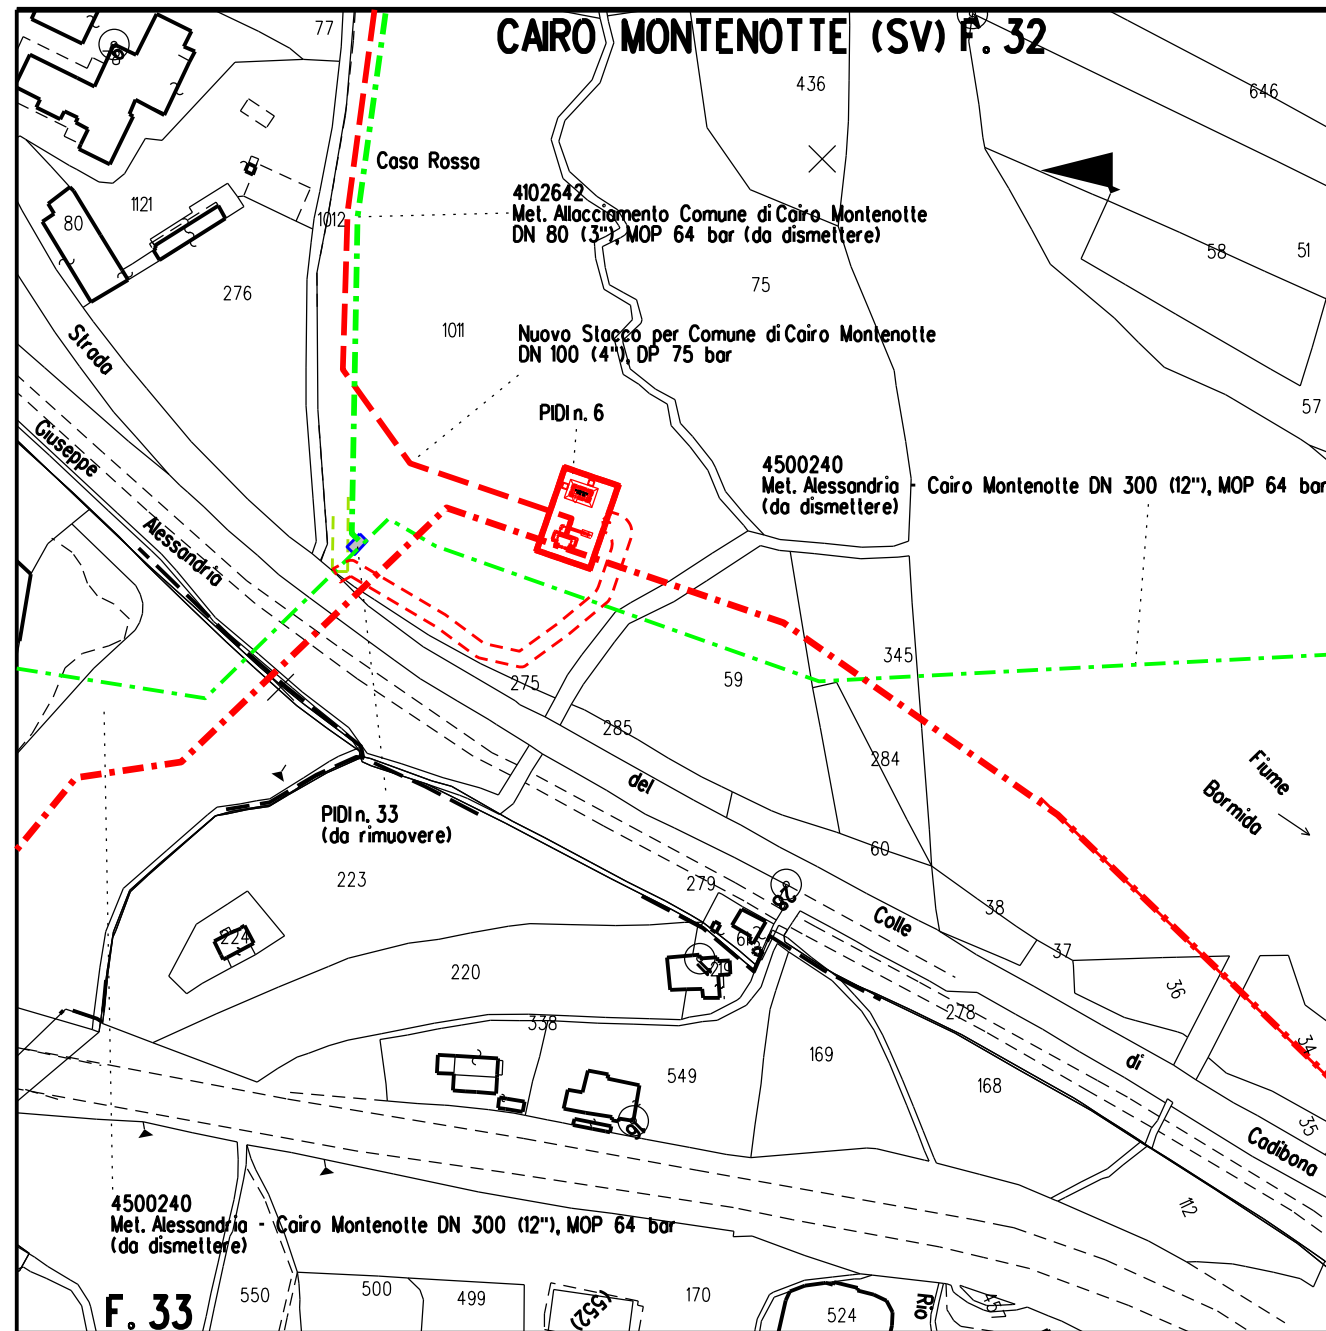 CAIRO MONTENOTTE (SV) F. 32
77
436
646
Casa Rossa
4102642
Met. Allacciamento Comune di Cairo Montenotte
DN 80 (3"), MOP 64 bar (da dismettere)
1121
80
1012
58
51
276
75
1011
Nuovo Stacco per Comune di Cairo Montenotte
DN 100 (4"), DP 75 bar
Strada
57
PIDI n. 6
Giuseppe
4500240
Met. Alessandria - Cairo Montenotte DN 300 (12"), MOP 64 bar
(da dismettere)
Alessandria
345
59
275
285
284
del
Fiume
Bormida
PIDI n. 33
(da rimuovere)
60
223
279
28
38
Colle
224
61
37
219
220
36
278
338
34
169
549
di
168
35
Cadibona
112
4500240
Met. Alessandria - Cairo Montenotte DN 300 (12"), MOP 64 bar
(da dismettere)
F. 33
550
500
499
(552)
170
524
Rio
457